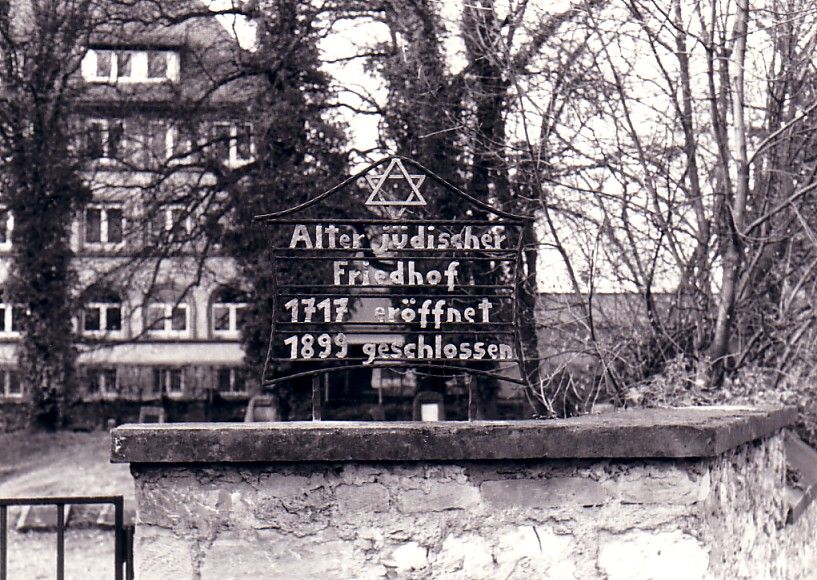 Alter jüdischer
Friedhof
1717 eröffnet
1899 geschlossen